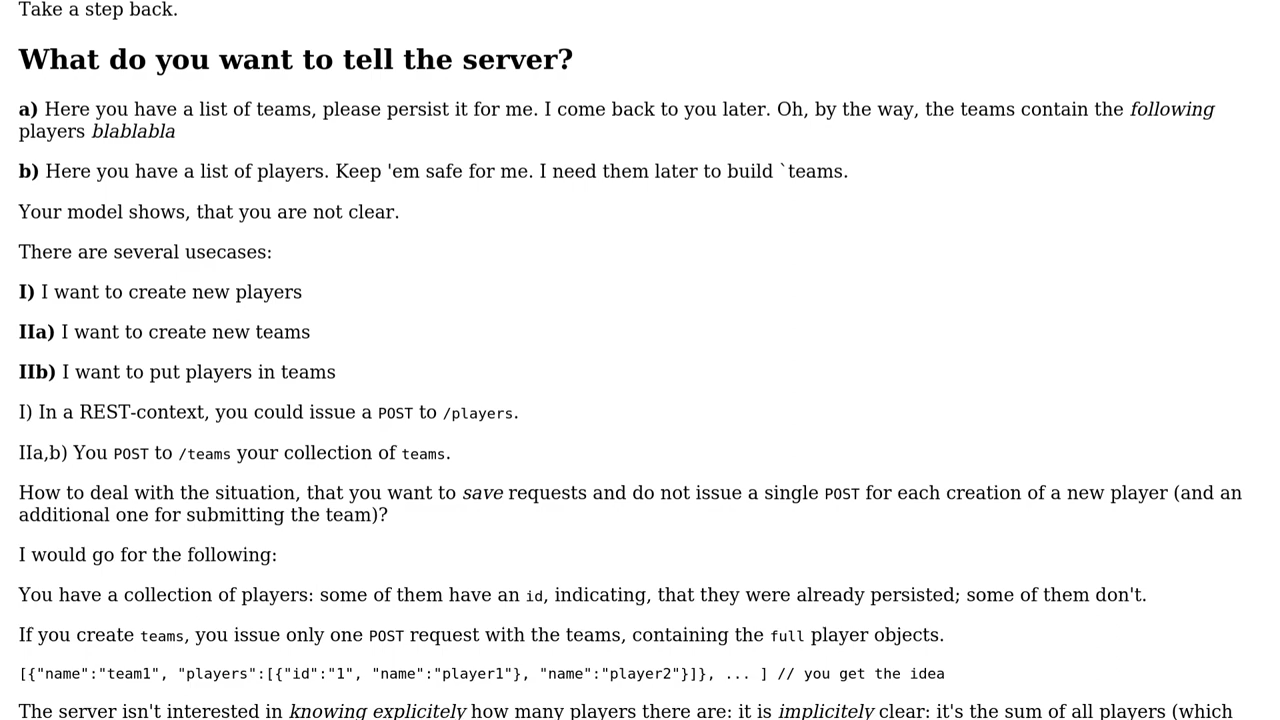 Take a step back.
What do you want to tell the server?
a) Here you have a list of teams, please persist it for me. I come back to you later. Oh, by the way, the teams contain the following
players blablabla
b) Here you have a list of players. Keep 'em safe for me. I need them later to build `teams.
Your model shows, that you are not clear.
There are several usecases:
I) I want to create new players
IIa) I want to create new teams
IIb) I want to put players in teams
I) In a REST-context, you could issue a POST to /players.
IIa,b) You POST to /teams your collection of teams.
How to deal with the situation, that you want to save requests and do not issue a single POST for each creation of a new player (and an
additional one for submitting the team)?
I would go for the following:
You have a collection of players: some of them have an id, indicating, that they were already persisted; some of them don't.
If you create teams, you issue only one POST request with the teams, containing the full player objects.
[{"name":"team1", "players":[{"id":"1", "name":"player1"}, "name":"player2"}]}, ... ] // you get the idea
The server isn't interested in knowing explicitely how many players there are: it is implicitely clear: it's the sum of all players (which